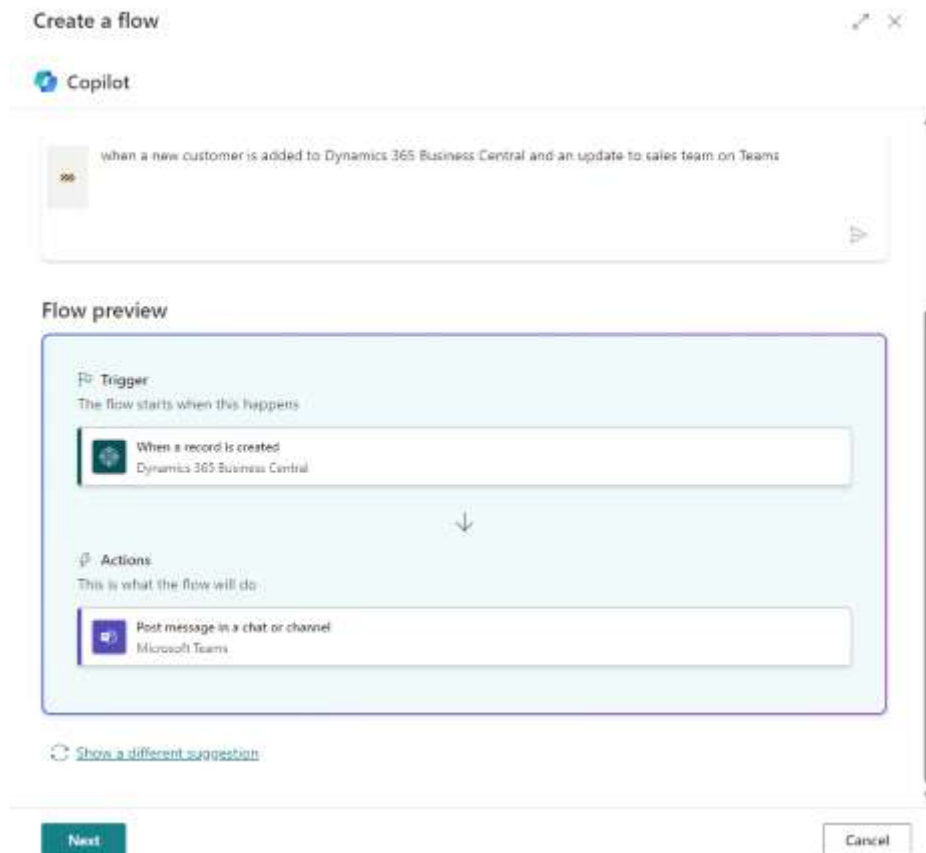 Create a flow
Copilot
when a new customer is added to Dynamics 365 Business Central and an update to sales team on Teams
Flow preview
Trigger
The flow starts when this happens
When a record is created
Dynamics 365 Business Central
Actions
This is what the flow will do
Post message in a chat or channel
Microsoft Teams
Show a different suggestion
Next
Cancel